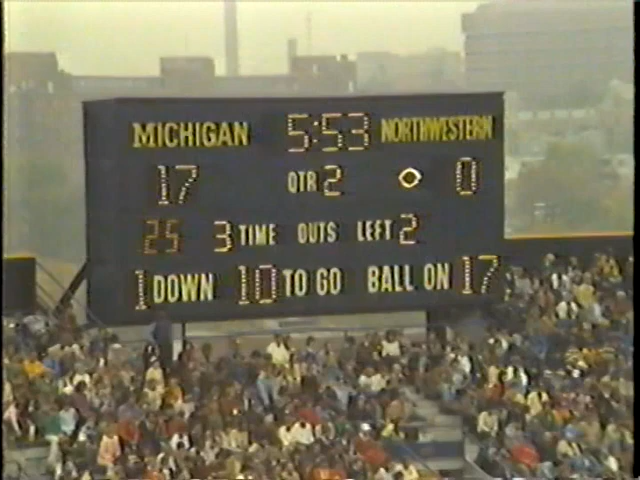 MICHIGAN 5:53 NORTHWESTERN
17 QTR 2 0
25 3 TIME OUTS LEFT 2
1 DOWN 10 TO GO BALL ON 17